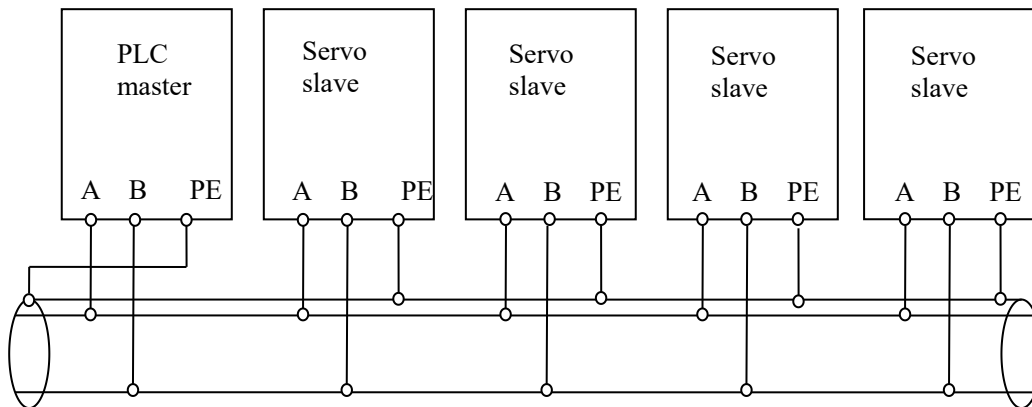 PLC
master
Servo
slave
Servo
slave
Servo
slave
Servo
slave
A B PE
A B PE
A B PE
A B PE
A B PE